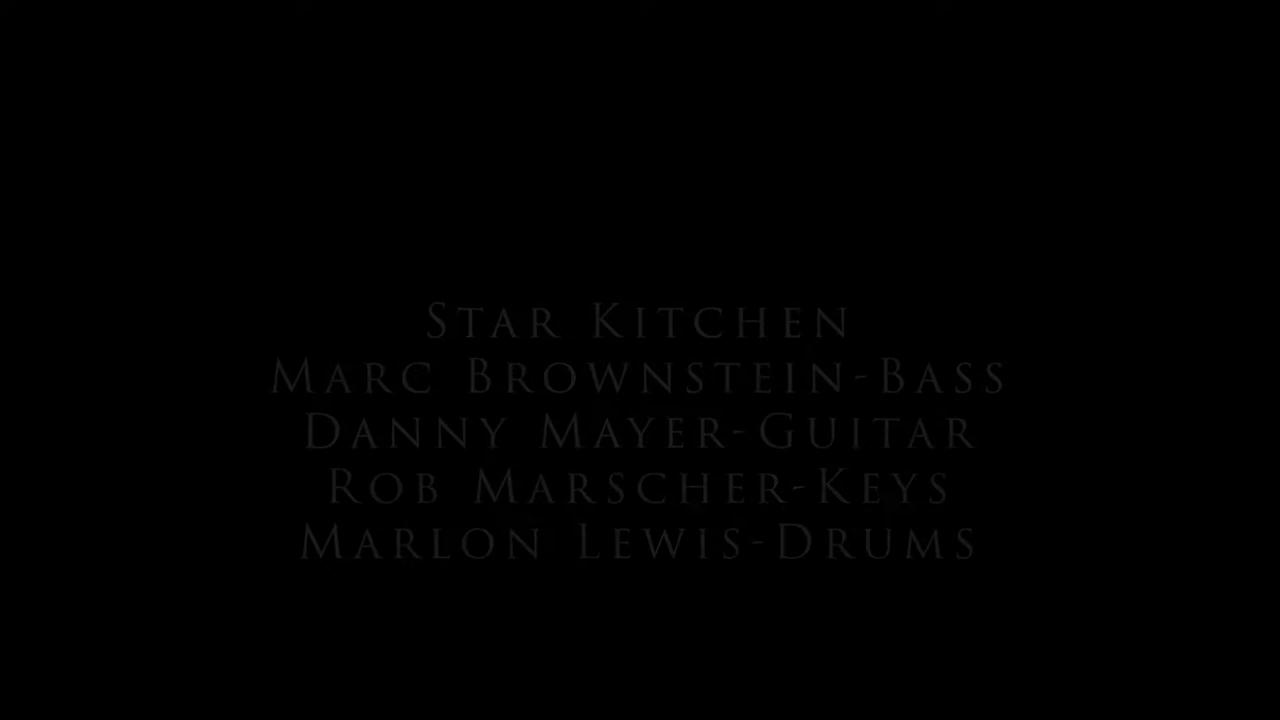 Star Kitchen
Marc Brownstein-Bass
Danny Mayer-Guitar
Rob Marscher-Keys
Marlon Lewis-Drums